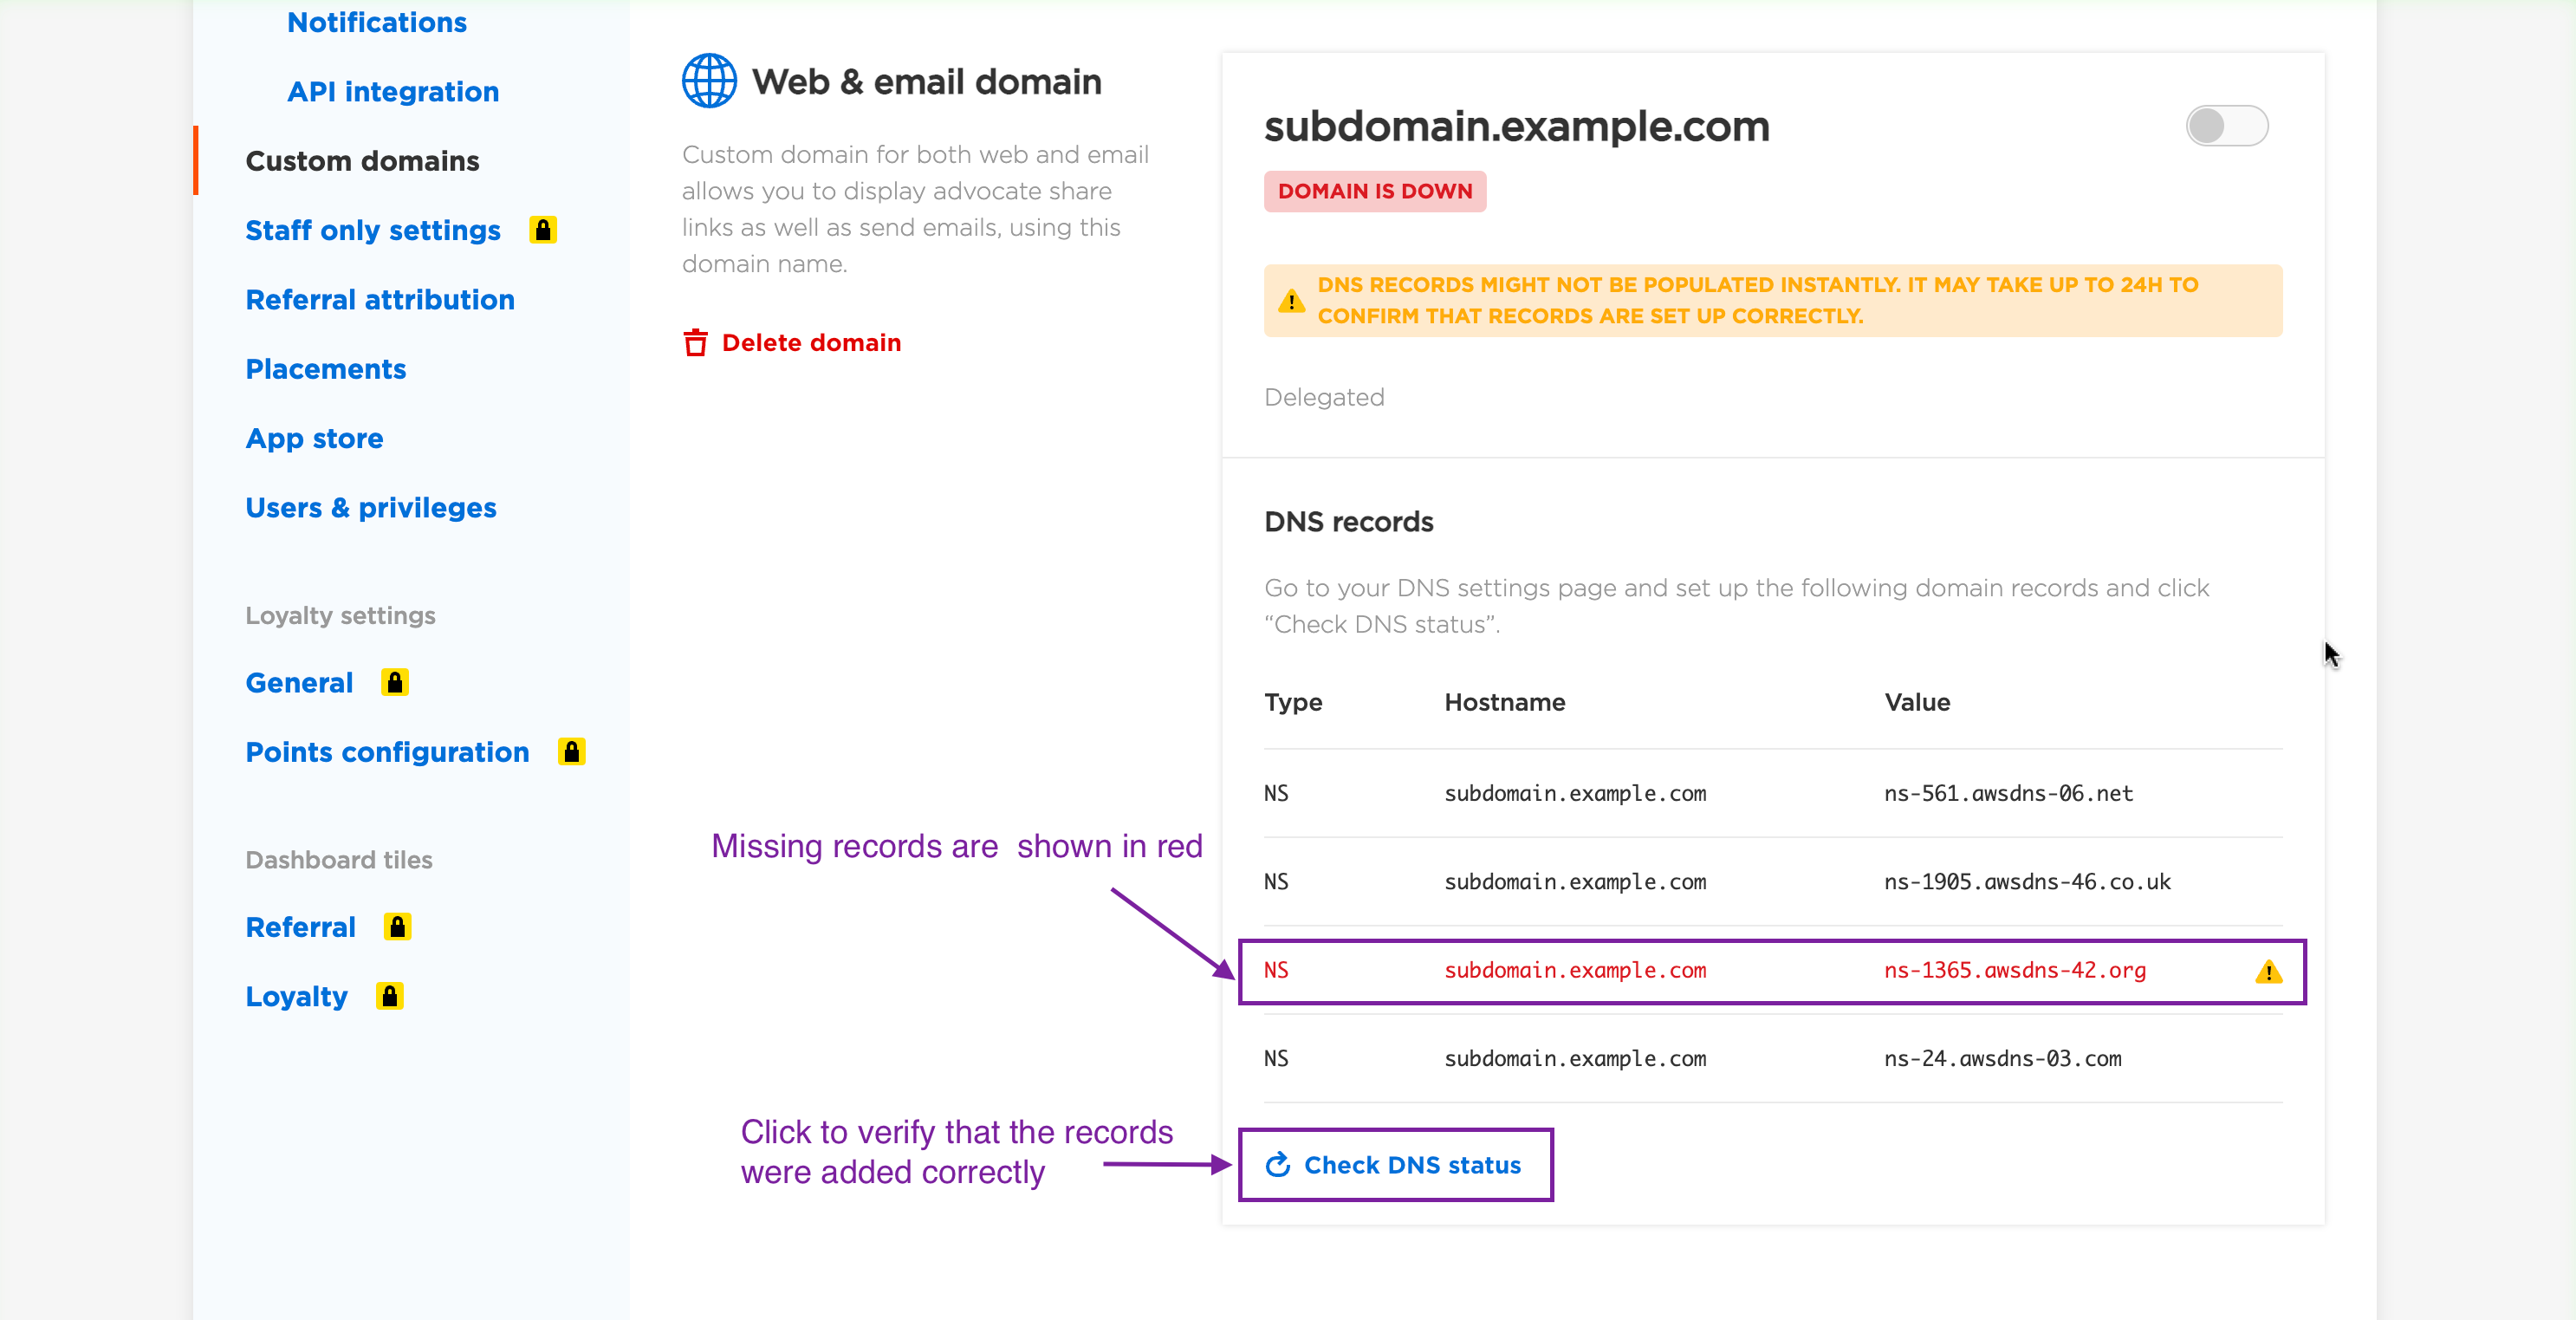 Notifications
API integration
Custom domains
Staff only settings
Referral attribution
Placements
App store
Users & privileges
Loyalty settings
General
Points configuration
Dashboard tiles
Referral
Loyalty
Web & email domain
Custom domain for both web and email
allows you to display advocate share
links as well as send emails, using this
domain name.
Delete domain
subdomain.example.com
DOMAIN IS DOWN
DNS RECORDS MIGHT NOT BE POPULATED INSTANTLY. IT MAY TAKE UP TO 24H TO
CONFIRM THAT RECORDS ARE SET UP CORRECTLY.
Delegated
DNS records
Go to your DNS settings page and set up the following domain records and click
“Check DNS status”.
Type Hostname Value
NS subdomain.example.com ns-561.awsdns-06.net
NS subdomain.example.com ns-1905.awsdns-46.co.uk
Missing records are  shown in red
NS subdomain.example.com ns-1365.awsdns-42.org
NS subdomain.example.com ns-24.awsdns-03.com
Click to verify that the records
were added correctly
Check DNS status